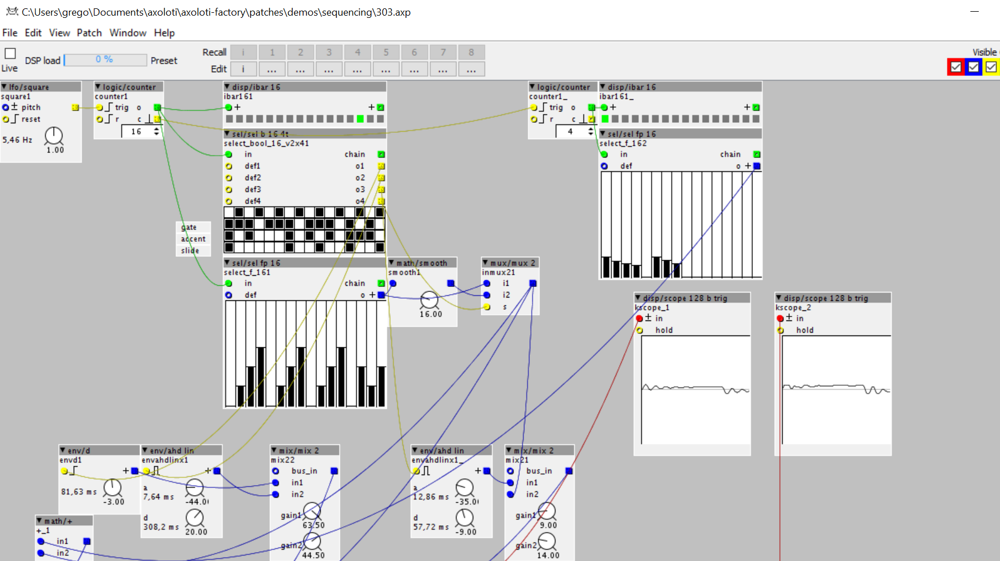 C:\Users\grego\Documents\axoloti\axoloti-factory\patches\demos\sequencing\303.axp
File Edit View Patch Window Help
Live
DSP load 0 % Preset
Recall i 1 2 3 4 5 6 7 8
Edit i ... ... ... ... ... ... ... ...
Visible
lfo/square
square1
± pitch
reset
5,46 Hz
1.00
logic/counter
counter1
trig o
r c
16
disp/ibar 16
ibar161
+ +
sel/sel b 16 4t
select_bool_16_v2x41
in chain
def1 o1
def2 o2
def3 o3
def4 o4
gate
accent
slide
sel/sel fp 16
select_f_161
in chain
def o +
math/smooth
smooth1
16.00
mux/mux 2
inmux21
i1
i2
s
logic/counter
counter1_
trig o
r c
4
disp/ibar 16
ibar161_
+ +
sel/sel fp 16
select_f_162
in chain
def o +
disp/scope 128 b trig
kscope_1
± in
hold
disp/scope 128 b trig
kscope_2
± in
hold
env/d
envd1
+
81,63 ms
-3.00
env/ahd lin
envahdlinx1
+
a
7,64 ms
-44.0
d
308,2 ms
20.00
mix/mix 2
mix22
bus_in
in1
in2
gain1
63.50
gain2
44.50
env/ahd lin
envahdlinx1_
+
a
12,86 ms
-35.0
d
57,72 ms
-9.00
mix/mix 2
mix21
bus_in
in1
in2
gain1
9.00
gain2
14.00
math/+
+_1
in1
in2